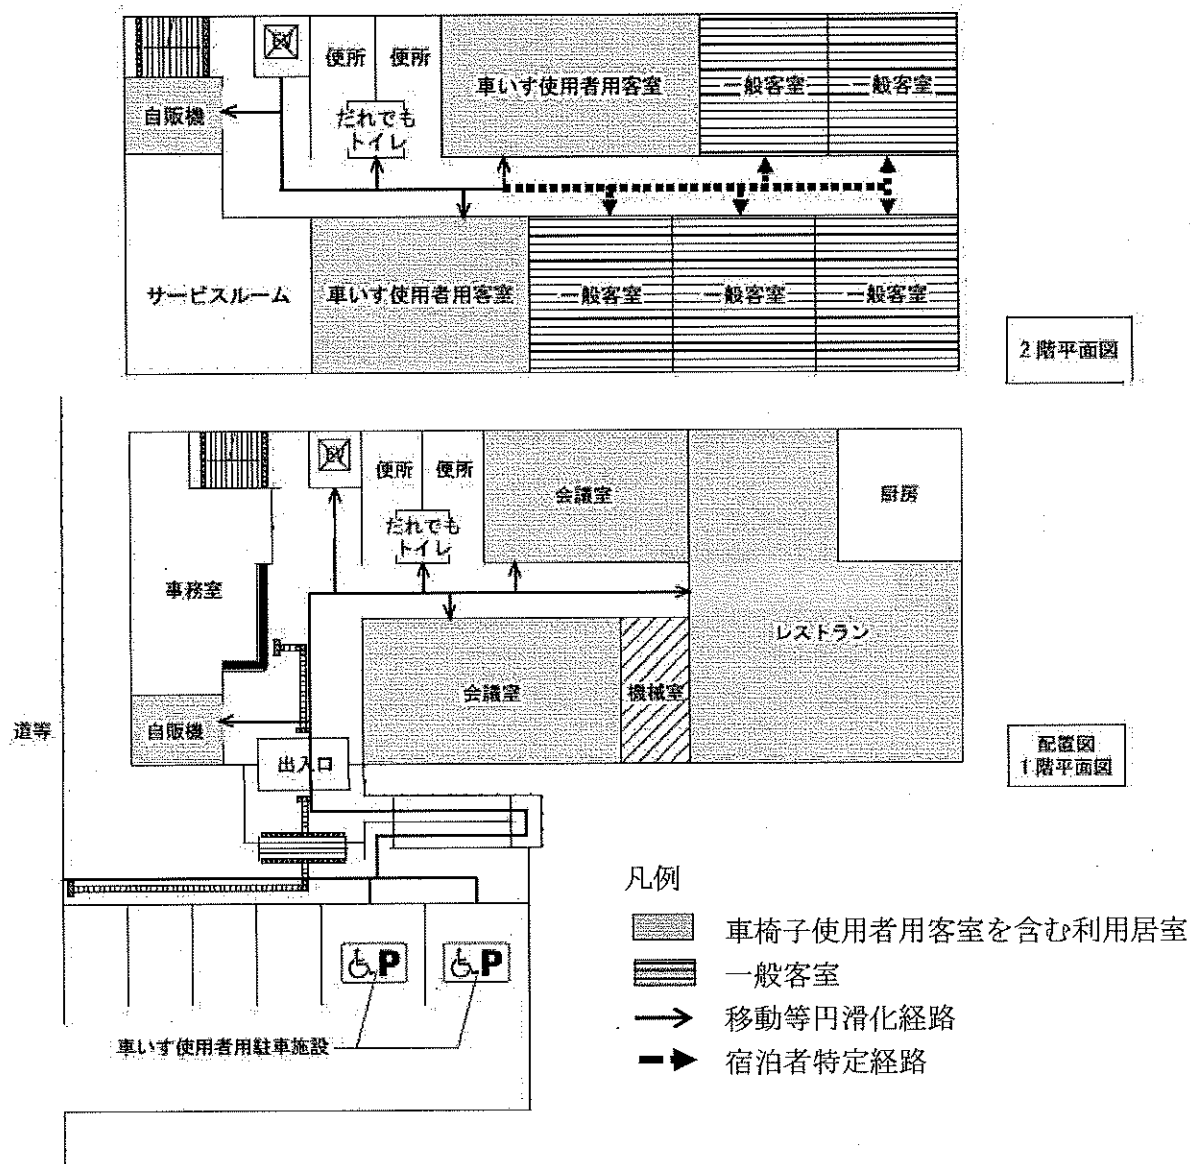 EV
便所 便所
車いす使用者用客室
一般客室 一般客室
自販機
だれでも
トイレ
サービスルーム
車いす使用者用客室
一般客室 一般客室 一般客室
2階平面図
EV
便所 便所
会議室
厨房
だれでも
トイレ
事務室
レストラン
会議室
機械室
道等
自販機
出入口
配置図
1階平面図
凡例
車椅子使用者用客室を含む利用居室
一般客室
移動等円滑化経路
宿泊者特定経路
P P
車いす使用者用駐車施設